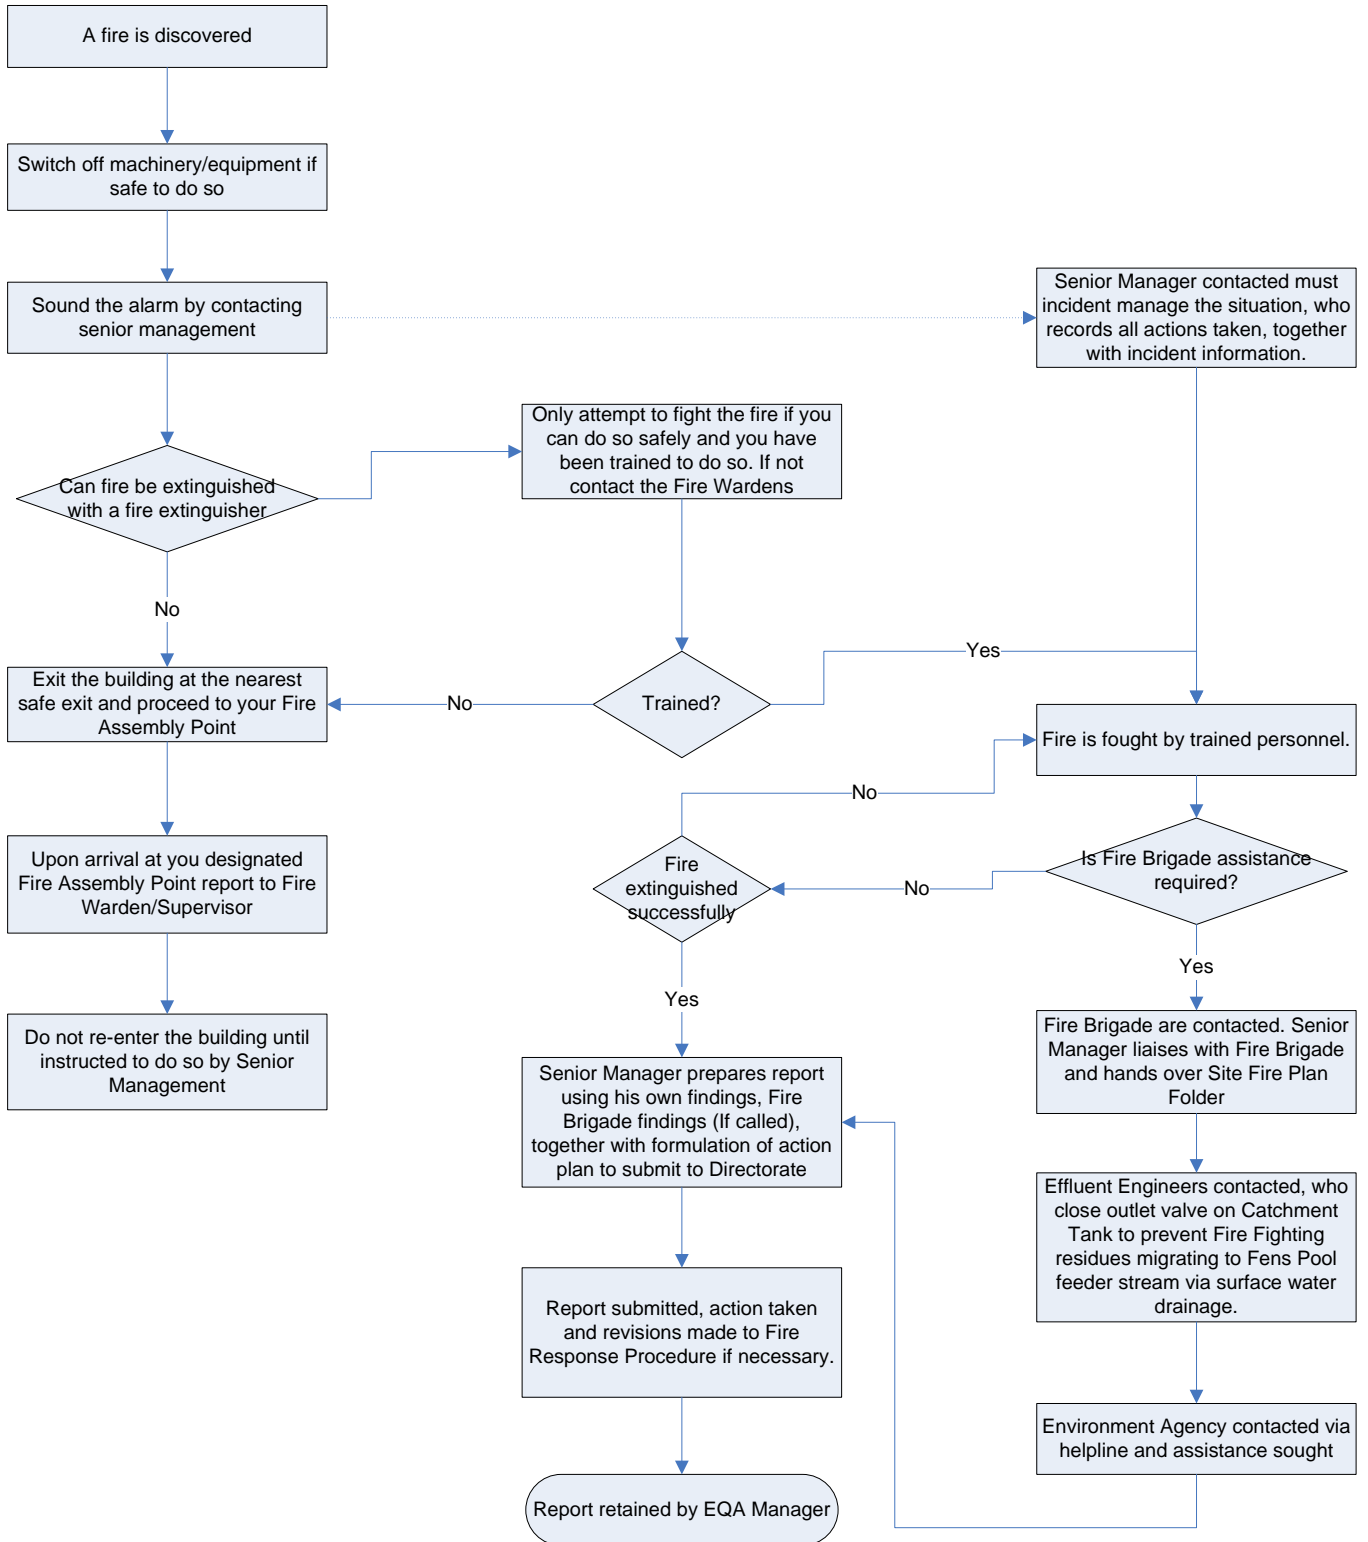 A fire is discovered
Switch off machinery/equipment if
safe to do so
Sound the alarm by contacting
senior management
Senior Manager contacted must
incident manage the situation, who
records all actions taken, together
with incident information.
Only attempt to fight the fire if you
can do so safely and you have
been trained to do so. If not
contact the Fire Wardens
Can fire be extinguished
with a fire extinguisher
No
Exit the building at the nearest
safe exit and proceed to your Fire
Assembly Point
No
Trained?
Yes
Fire is fought by trained personnel.
No
Is Fire Brigade assistance
required?
No
Fire
extinguished
successfully
Upon arrival at you designated
Fire Assembly Point report to Fire
Warden/Supervisor
Yes
Yes
Do not re-enter the building until
instructed to do so by Senior
Management
Fire Brigade are contacted. Senior
Manager liaises with Fire Brigade
and hands over Site Fire Plan
Folder
Senior Manager prepares report
using his own findings, Fire
Brigade findings (If called),
together with formulation of action
plan to submit to Directorate
Effluent Engineers contacted, who
close outlet valve on Catchment
Tank to prevent Fire Fighting
residues migrating to Fens Pool
feeder stream via surface water
drainage.
Report submitted, action taken
and revisions made to Fire
Response Procedure if necessary.
Environment Agency contacted via
helpline and assistance sought
Report retained by EQA Manager